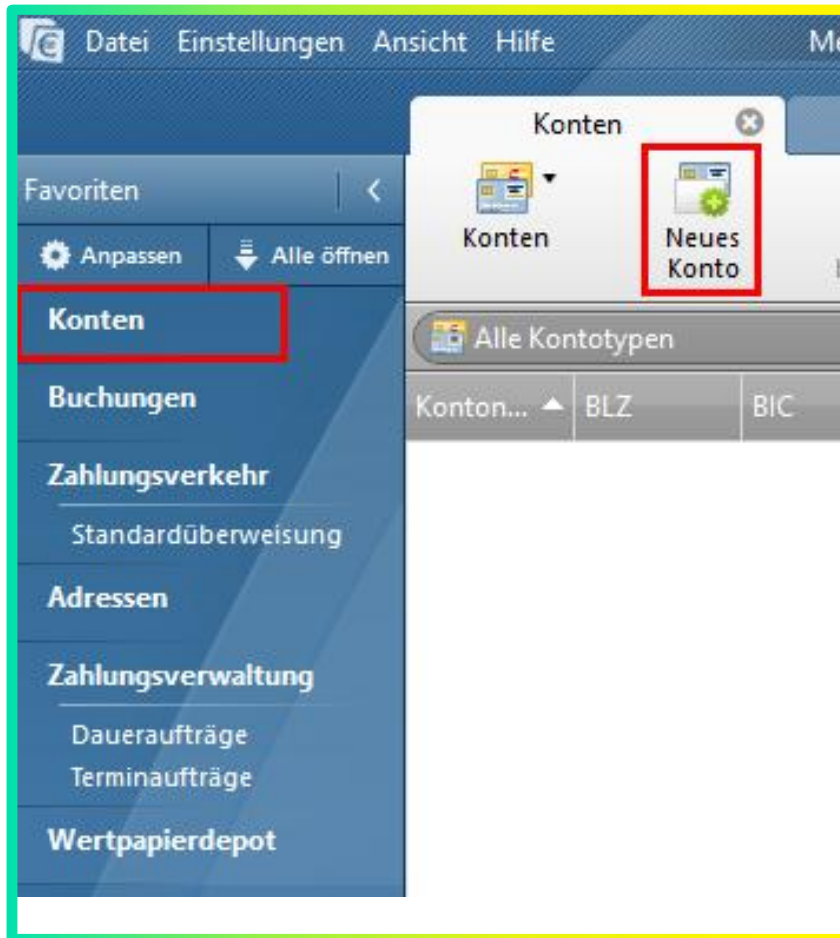 Datei Einstellungen Ansicht Hilfe
Konten
Favoriten
Anpassen Alle öffnen
Konten
Neues
Konto
Konten
Alle Kontotypen
Buchungen
Konton... BLZ BIC
Zahlungsverkehr
Standardüberweisung
Adressen
Zahlungsverwaltung
Daueraufträge
Terminaufträge
Wertpapierdepot